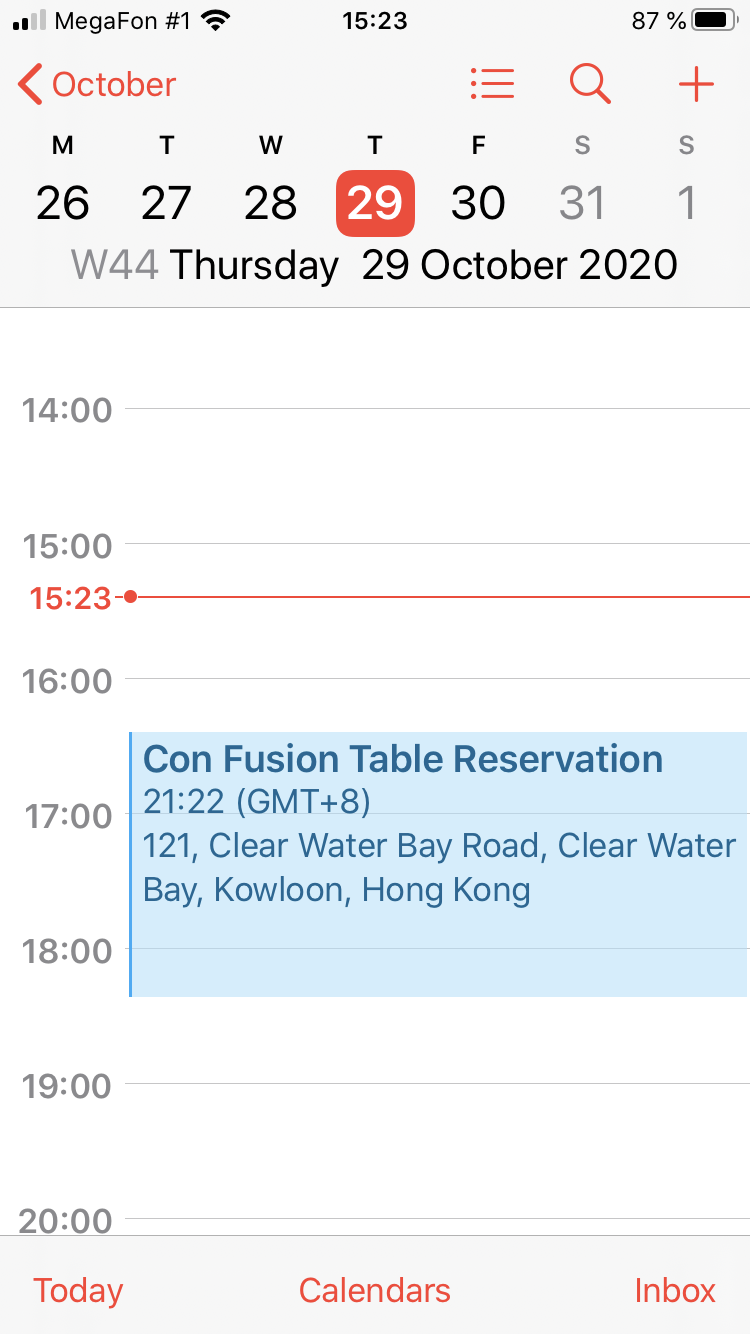 MegaFon #1 15:23 87 %
October
M T W T F S S
26 27 28 29 30 31 1
W44 Thursday 29 October 2020
14:00
15:00
15:23
16:00
Con Fusion Table Reservation
21:22 (GMT+8)
17:00
121, Clear Water Bay Road, Clear Water
Bay, Kowloon, Hong Kong
18:00
19:00
20:00
Today Calendars Inbox